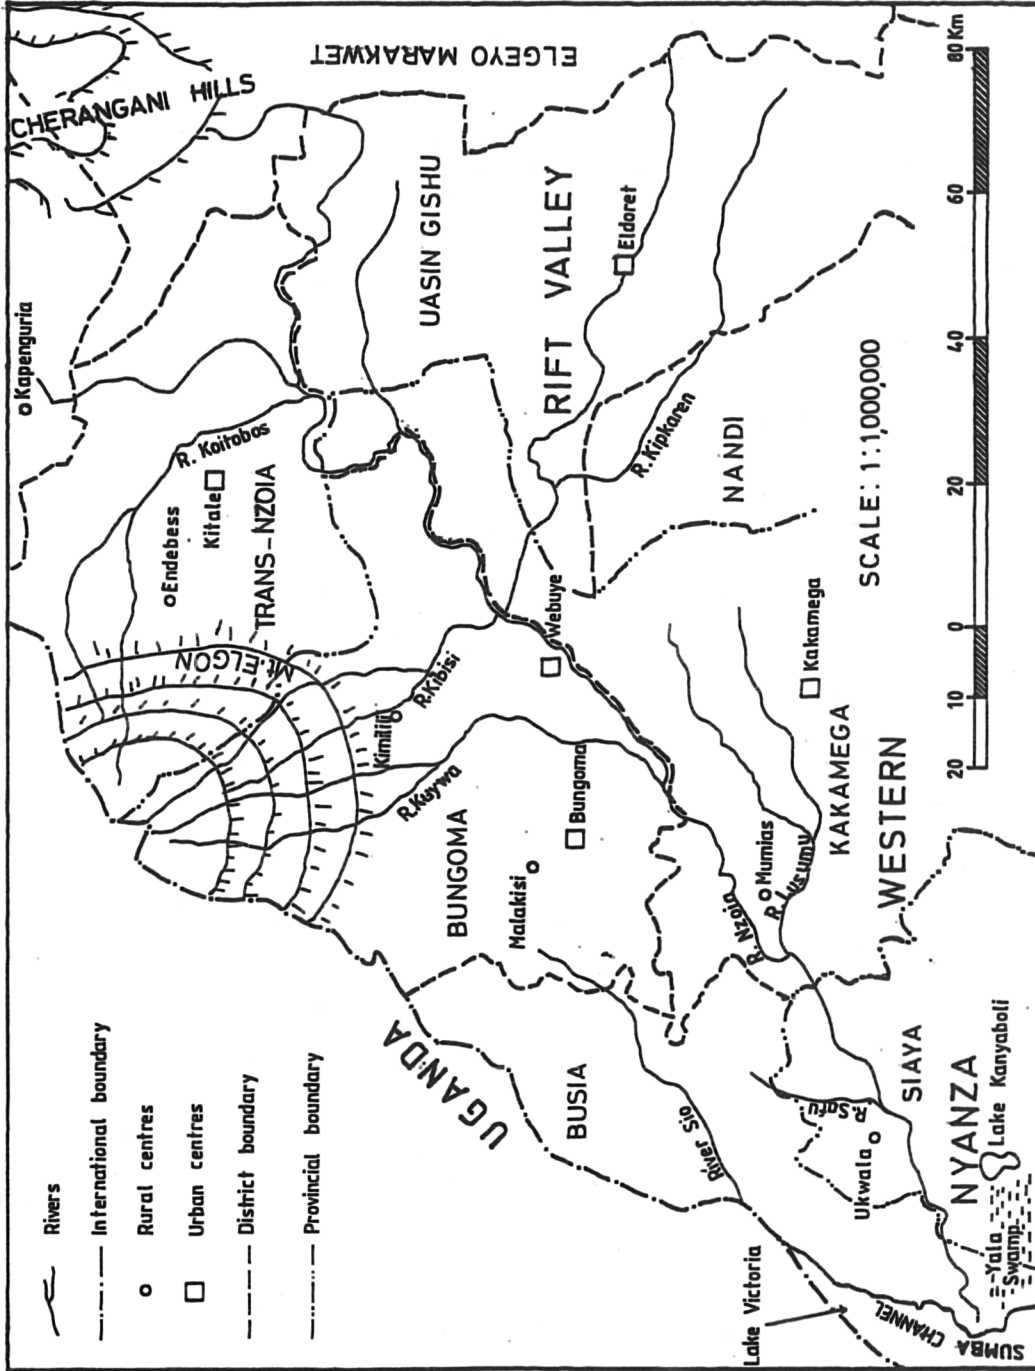 Rivers
International boundary
Rural centres
Urban centres
District boundary
Provincial boundary
CHERANGANI HILLS
Kapenguria
ELGEYO MARAKWET
R. Koitobos
Endebess
Kitale
TRANS-NZOIA
UASIN GISHU
Mt. ELGON
RIFT VALLEY
Eldoret
Kimilili
R. Kibisi
R. Kuywa
R. Kipkaren
NANDI
UGANDA
BUNGOMA
Webuye
Malakisi
Bungoma
BUSIA
River Sio
Kakamega
KAKAMEGA
R. Nzoia
Mumias
R. Lusumu
WESTERN
R. Safu
Ukwala
SIAYA
NYANZA
Lake Kanyaboli
Yala
Swamp
Lake Victoria
SUMBA CHANNEL
SCALE: 1:1,000,000
20 10 0 20 40 60 80 Km